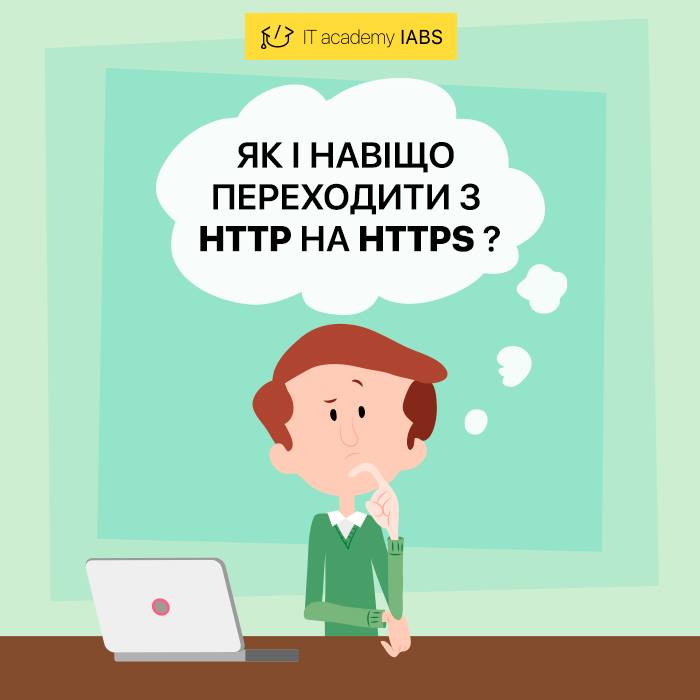 IT academy IABS
ЯК І НАВІЩО
ПЕРЕХОДИТИ З
HTTP НА HTTPS ?